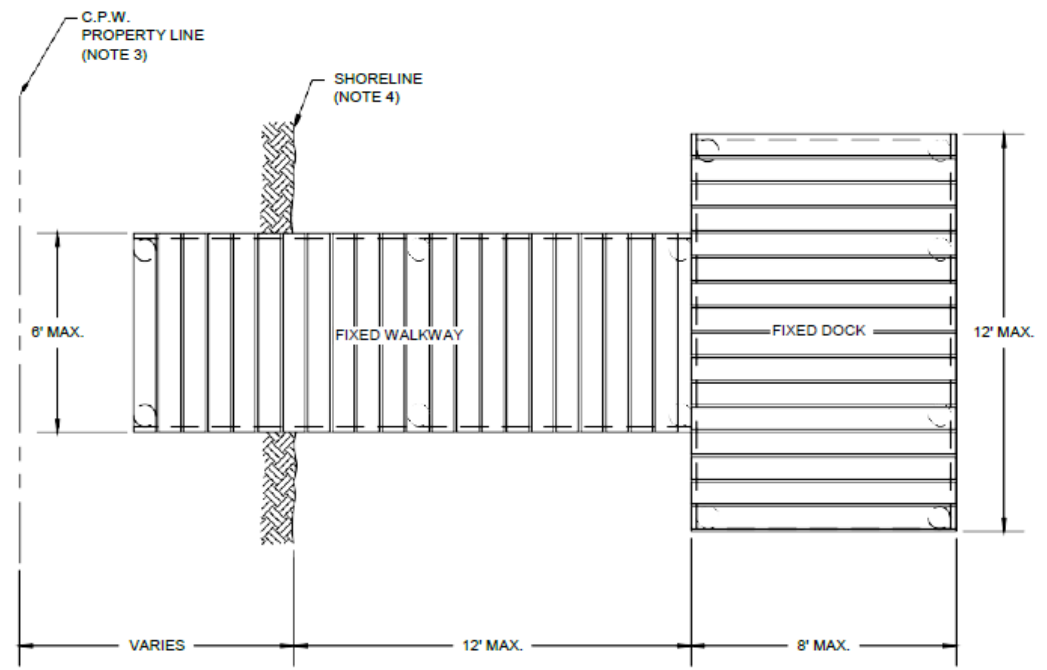 C.P.W.
PROPERTY LINE
(NOTE 3)
SHORELINE
(NOTE 4)
6' MAX.
FIXED WALKWAY
FIXED DOCK
12' MAX.
VARIES
12' MAX.
8' MAX.